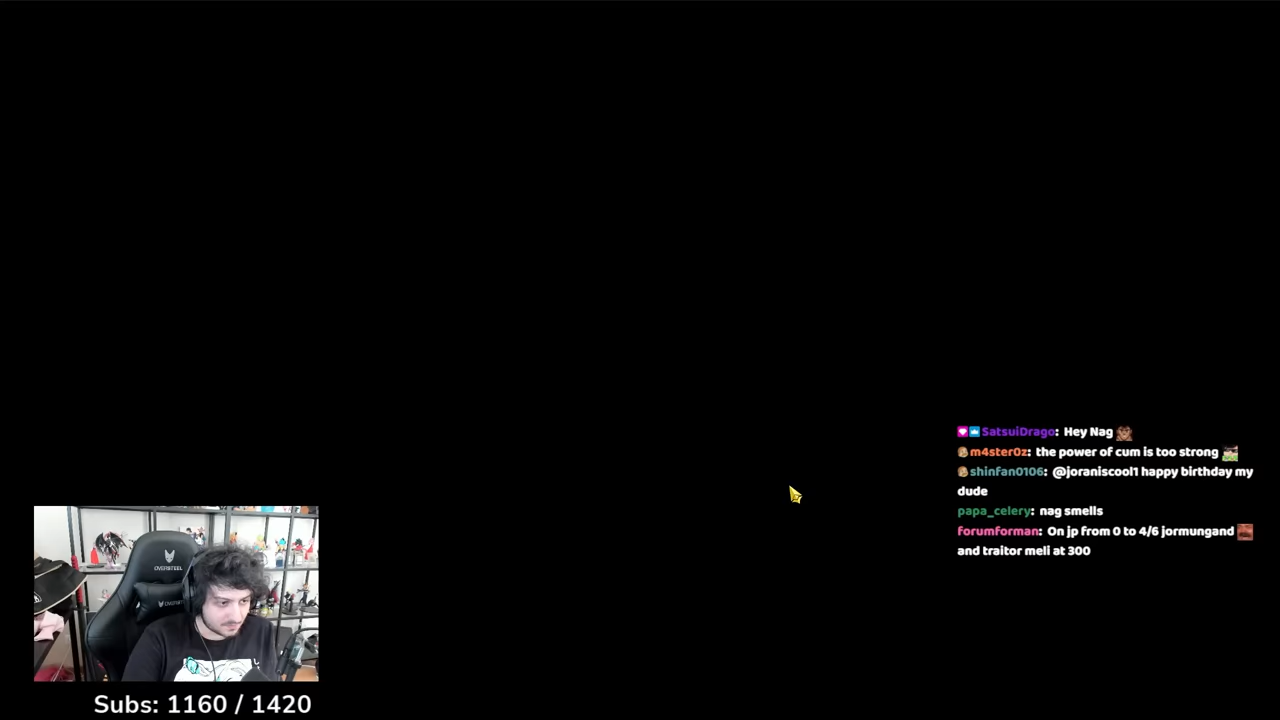 SatsuiDrago: Hey Nag
m4ster0z: the power of cum is too strong
shinfan0106: @joraniscool1 happy birthday my
dude
papa_celery: nag smells
forumforman: On jp from 0 to 4/6 jormungand
and traitor meli at 300
OVERSTEEL
Subs: 1160 / 1420